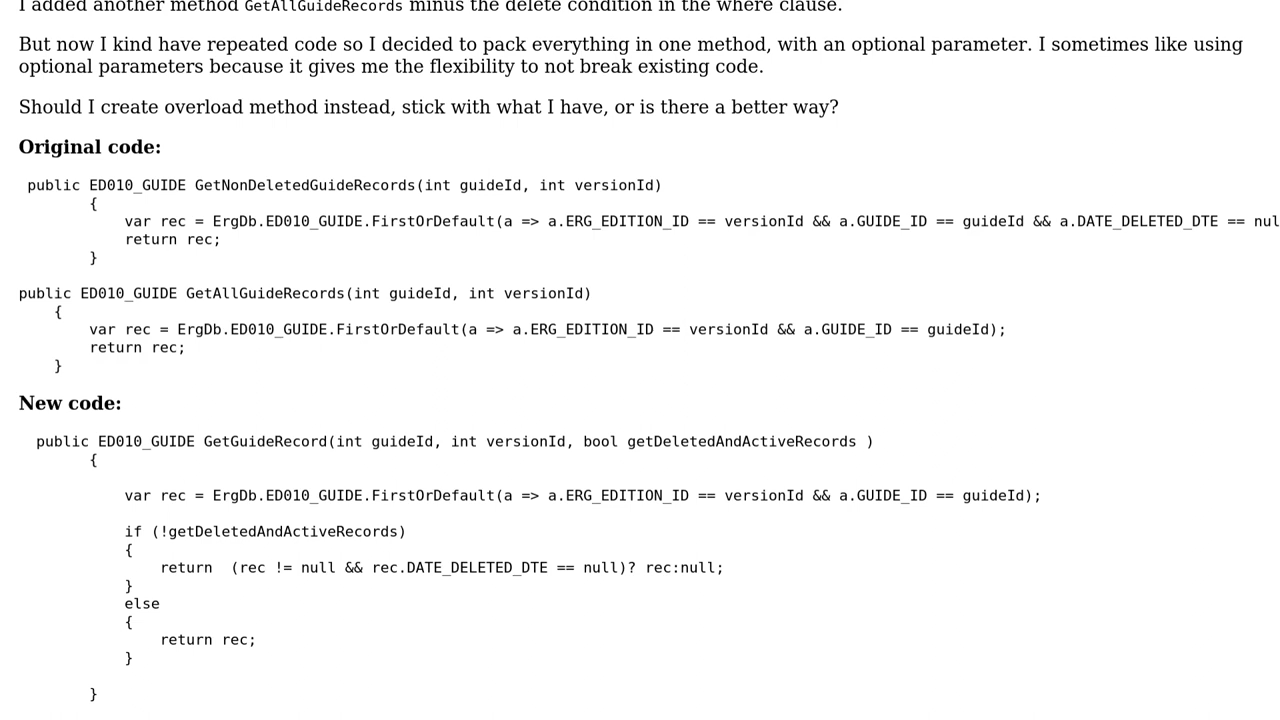 I added another method GetAllGuideRecords minus the delete condition in the where clause.
But now I kind have repeated code so I decided to pack everything in one method, with an optional parameter. I sometimes like using
optional parameters because it gives me the flexibility to not break existing code.
Should I create overload method instead, stick with what I have, or is there a better way?
Original code:
public ED010_GUIDE GetNonDeletedGuideRecords(int guideId, int versionId)
{
var rec = ErgDb.ED010_GUIDE.FirstOrDefault(a => a.ERG_EDITION_ID == versionId && a.GUIDE_ID == guideId && a.DATE_DELETED_DTE == nul
return rec;
}
public ED010_GUIDE GetAllGuideRecords(int guideId, int versionId)
{
var rec = ErgDb.ED010_GUIDE.FirstOrDefault(a => a.ERG_EDITION_ID == versionId && a.GUIDE_ID == guideId);
return rec;
}
New code:
public ED010_GUIDE GetGuideRecord(int guideId, int versionId, bool getDeletedAndActiveRecords )
{
var rec = ErgDb.ED010_GUIDE.FirstOrDefault(a => a.ERG_EDITION_ID == versionId && a.GUIDE_ID == guideId);
if (!getDeletedAndActiveRecords)
{
return  (rec != null && rec.DATE_DELETED_DTE == null)? rec:null;
}
else
{
return rec;
}
}